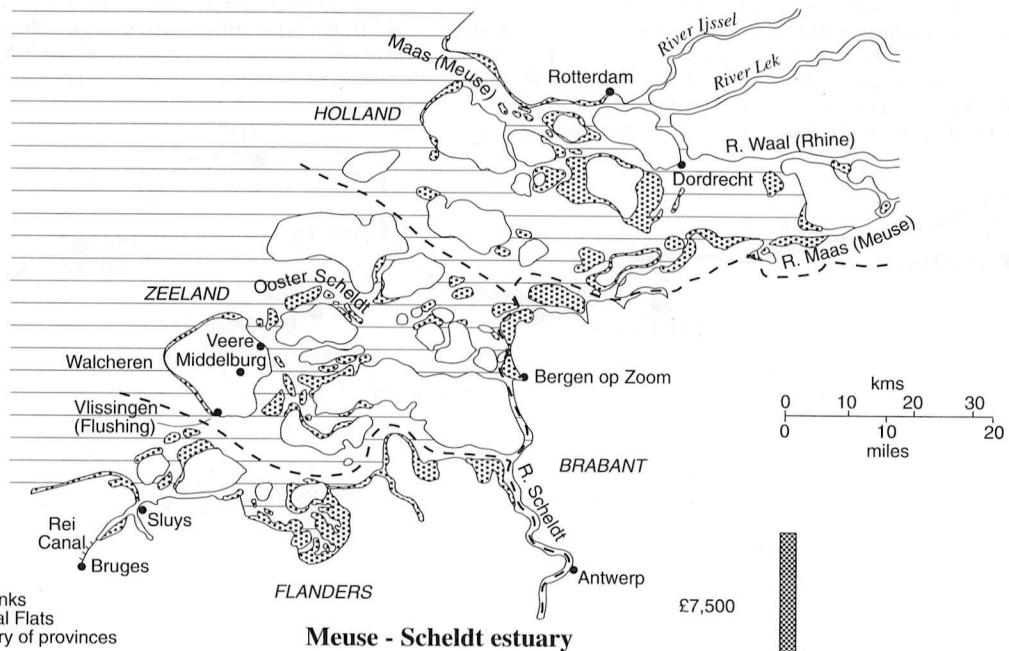 River Ijssel
Maas (Meuse)
River Lek
Rotterdam
HOLLAND
R. Waal (Rhine)
Dordrecht
R. Maas (Meuse)
Ooster Scheldt
ZEELAND
Veere
Middelburg
Walcheren
Bergen op Zoom
Vlissingen
(Flushing)
kms
0 10 20 30
0 10 20
miles
BRABANT
R. Scheldt
Sluys
Rei
Canal
Bruges
Antwerp
FLANDERS
£7,500
nks
al Flats
ry of provinces
Meuse - Scheldt estuary